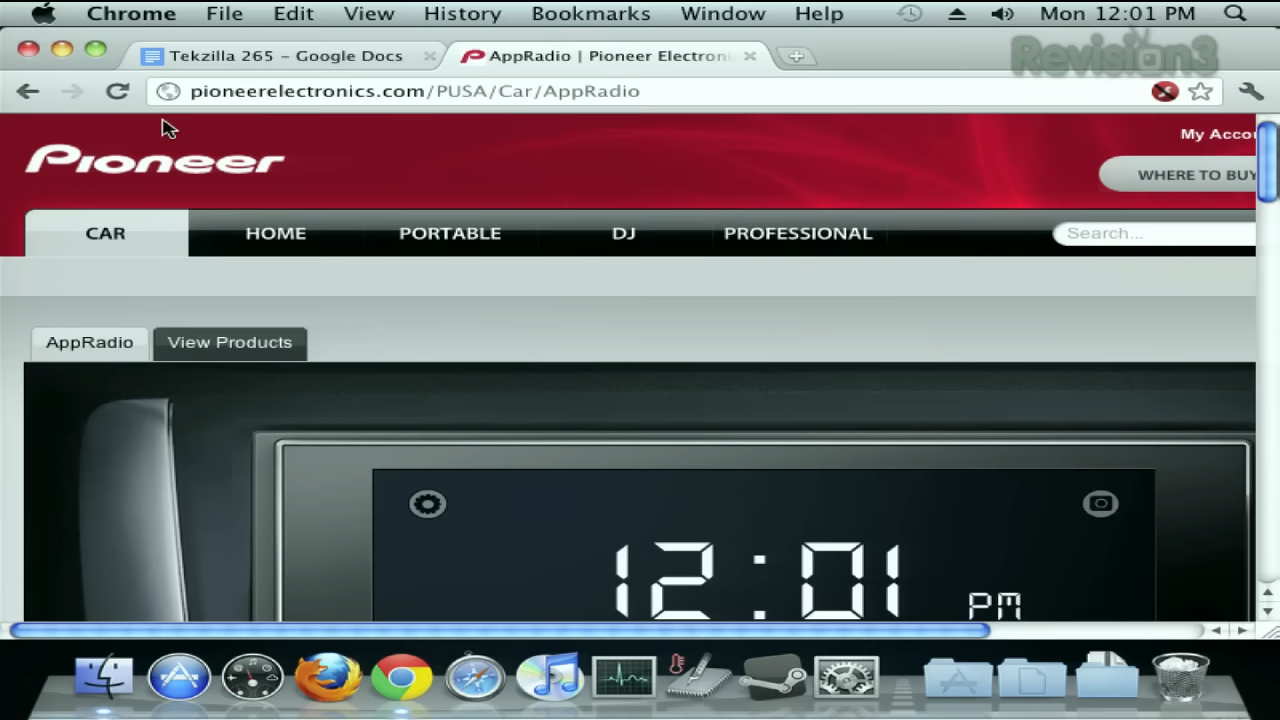 Chrome File Edit View History Bookmarks Window Help Mon 12:01 PM
Tekzilla 265 – Google Docs AppRadio | Pioneer Electroni
Revision3
pioneerelectronics.com/PUSA/Car/AppRadio
My Accou
Pioneer
WHERE TO BUY
CAR HOME PORTABLE DJ PROFESSIONAL Search...
AppRadio View Products
12:01 PM